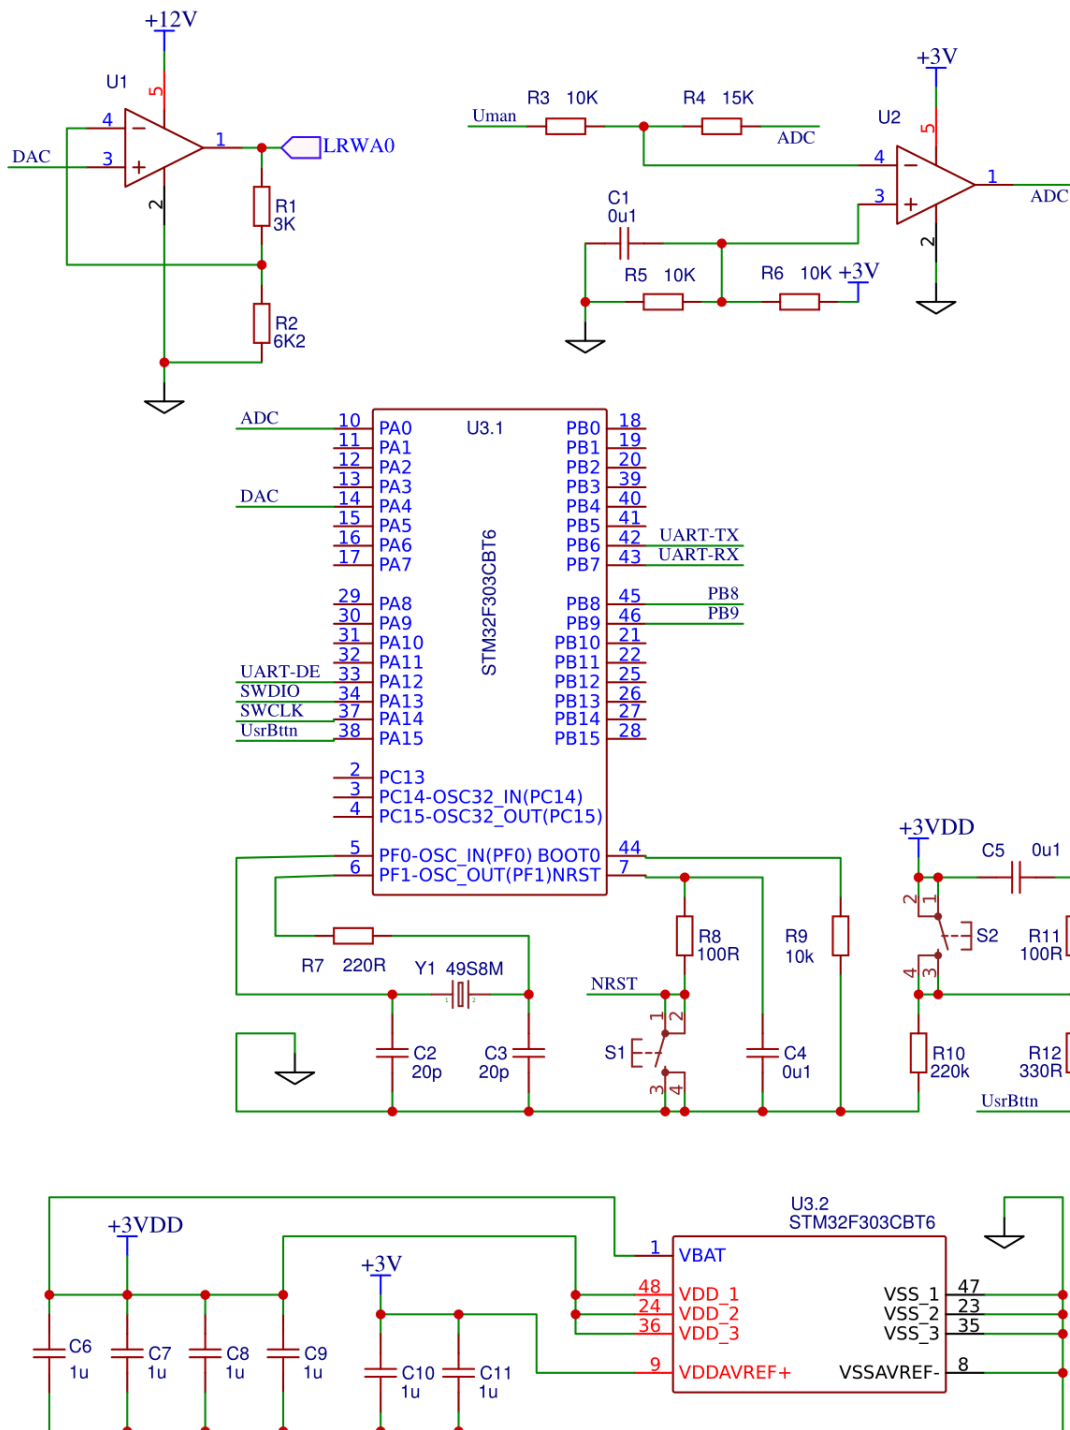 +12V
U1
5
4
1
DAC
3
2
LRWA0
R1
3K
R2
6K2
+3V
U2
5
R3 10K
R4 15K
Uman
ADC
4
1
3
ADC
2
C1
0u1
R5 10K
R6 10K
+3V
U3.1
STM32F303CBT6
ADC 10 PA0
11 PA1
12 PA2
13 PA3
DAC 14 PA4
15 PA5
16 PA6
17 PA7
29 PA8
30 PA9
31 PA10
32 PA11
UART-DE 33 PA12
SWDIO 34 PA13
SWCLK 37 PA14
UsrBttn 38 PA15
2 PC13
3 PC14-OSC32_IN(PC14)
4 PC15-OSC32_OUT(PC15)
5 PF0-OSC_IN(PF0)
6 PF1-OSC_OUT(PF1)
PB0 18
PB1 19
PB2 20
PB3 39
PB4 40
PB5 41
PB6 42 UART-TX
PB7 43 UART-RX
PB8 45 PB8
PB9 46 PB9
PB10 21
PB11 22
PB12 25
PB13 26
PB14 27
PB15 28
BOOT0 44
NRST 7
R7 220R
Y1 49S8M
1 2
C2
20p
C3
20p
NRST
R8
100R
1 2
S1
3 4
C4
0u1
R9
10k
+3VDD
C5 0u1
2 1
S2
4 3
R11
100R
R10
220k
R12
330R
UsrBttn
+3VDD
C6
1u
C7
1u
C8
1u
C9
1u
+3V
C10
1u
C11
1u
U3.2
STM32F303CBT6
1 VBAT
48 VDD_1
24 VDD_2
36 VDD_3
9 VDDAVREF+
VSS_1 47
VSS_2 23
VSS_3 35
VSSAVREF- 8